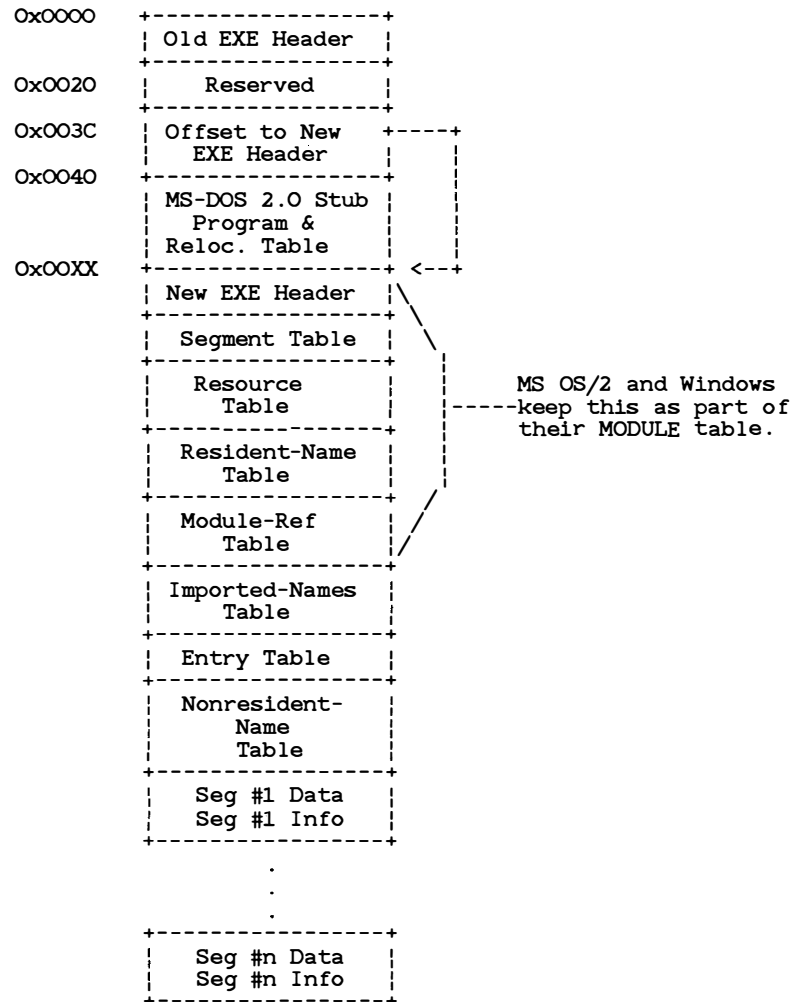 0x0000
Old EXE Header
0x0020
Reserved
0x003C
Offset to New
EXE Header
0x0040
MS-DOS 2.0 Stub
Program &
Reloc. Table
0x00XX
New EXE Header
Segment Table
Resource
Table
MS OS/2 and Windows
keep this as part of
their MODULE table.
Resident-Name
Table
Module-Ref
Table
Imported-Names
Table
Entry Table
Nonresident-
Name
Table
Seg #1 Data
Seg #1 Info
.
.
.
Seg #n Data
Seg #n Info